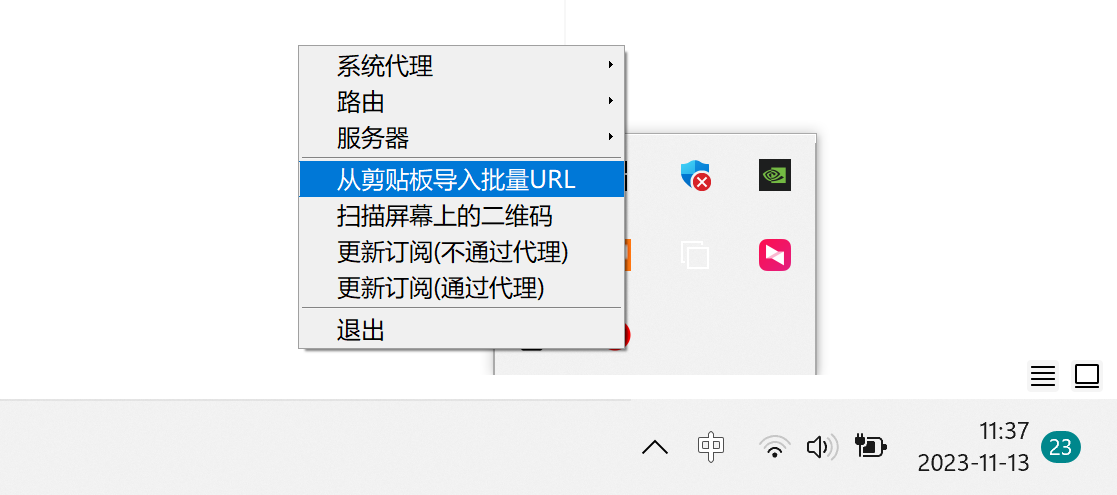 系统代理
路由
服务器
从剪贴板导入批量URL
扫描屏幕上的二维码
更新订阅(不通过代理)
更新订阅(通过代理)
退出
中
11:37
2023-11-13
23